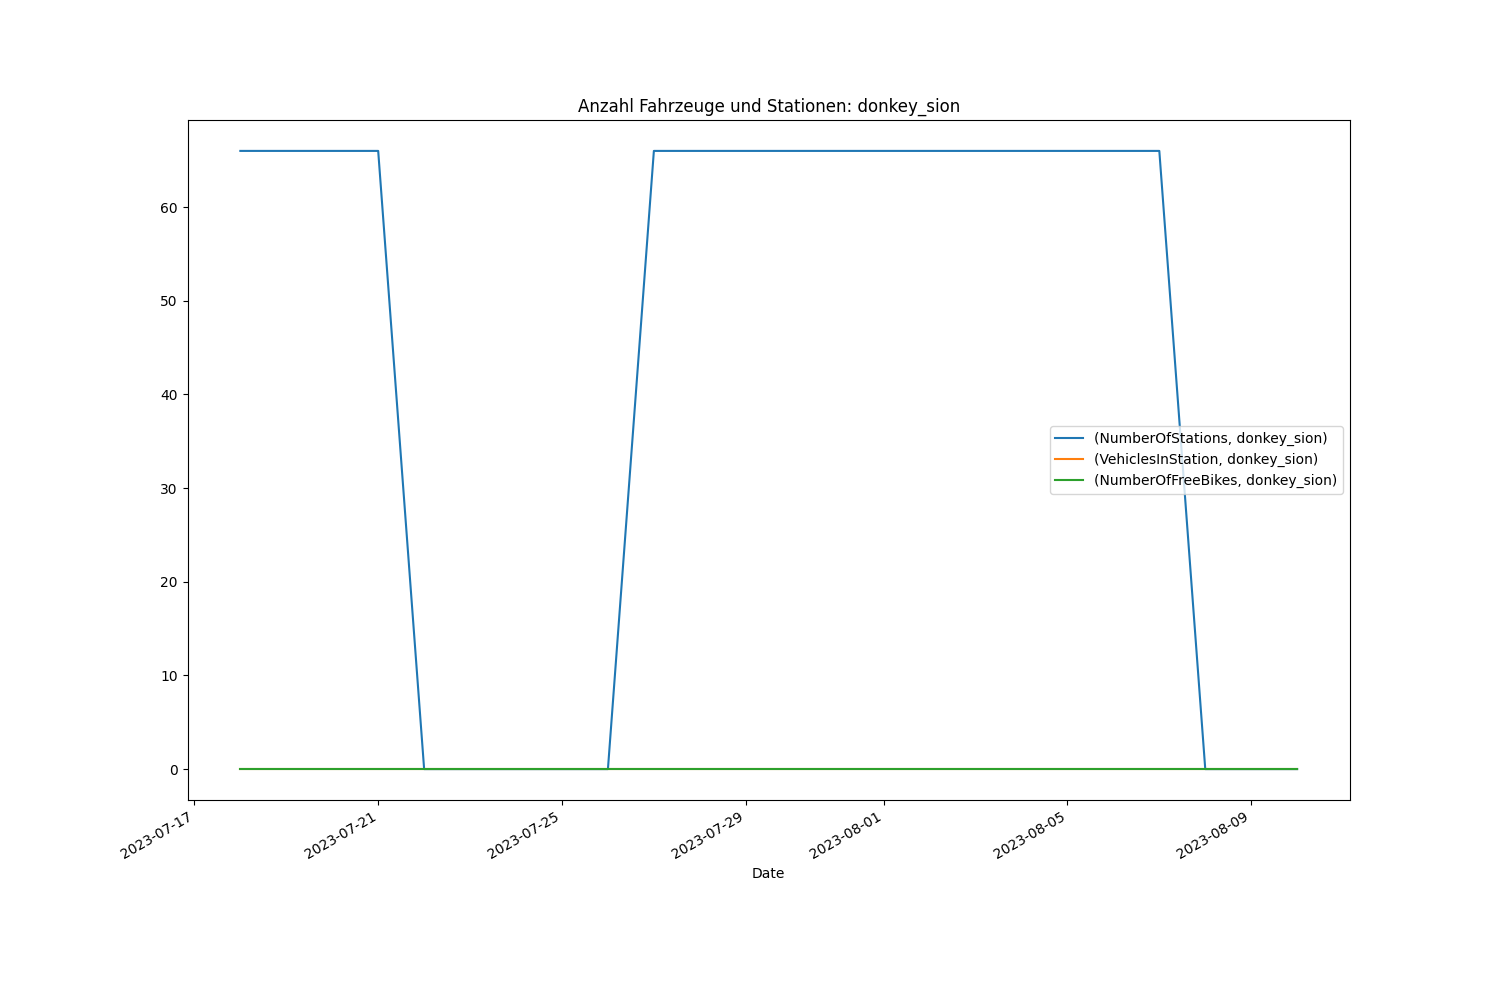 Anzahl Fahrzeuge und Stationen: donkey_sion
60
50
40
30
20
10
0
(NumberOfStations, donkey_sion)
(VehiclesInStation, donkey_sion)
(NumberOfFreeBikes, donkey_sion)
2023-07-17
2023-07-21
2023-07-25
2023-07-29
2023-08-01
2023-08-05
2023-08-09
Date